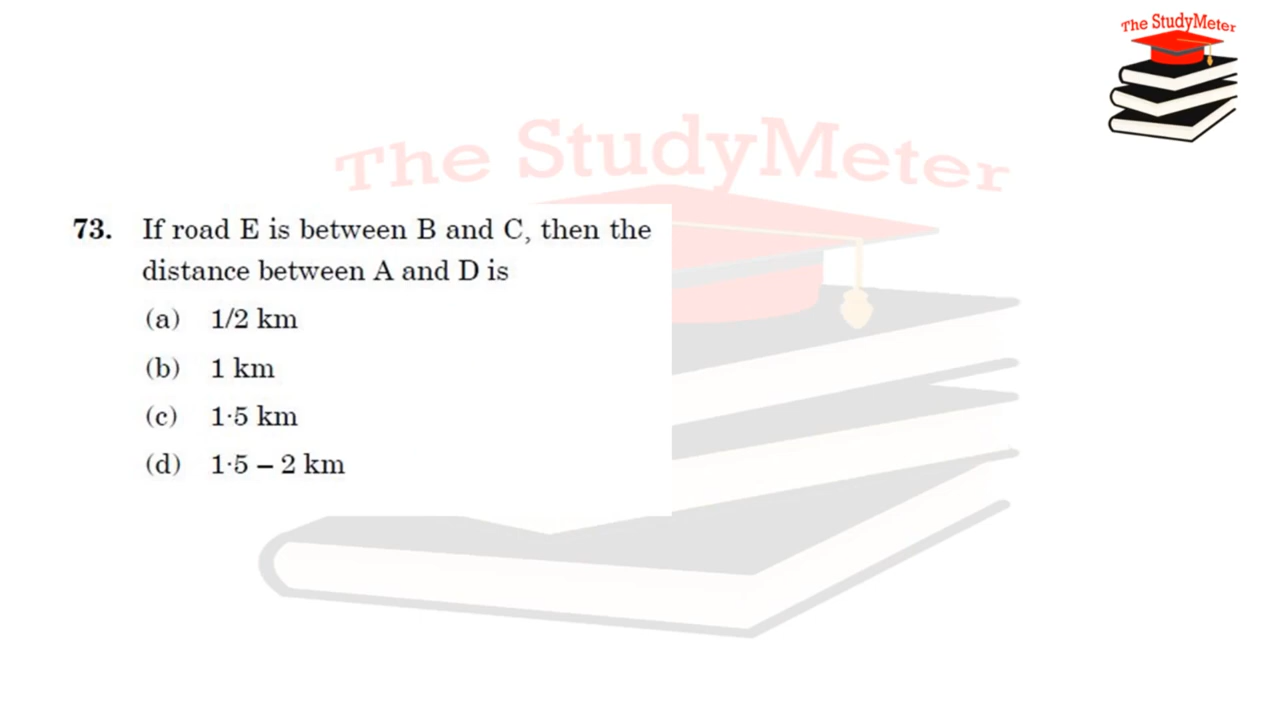 The StudyMeter
The StudyMeter
73. If road E is between B and C, then the
distance between A and D is
(a) 1/2 km
(b) 1 km
(c) 1·5 km
(d) 1·5 – 2 km